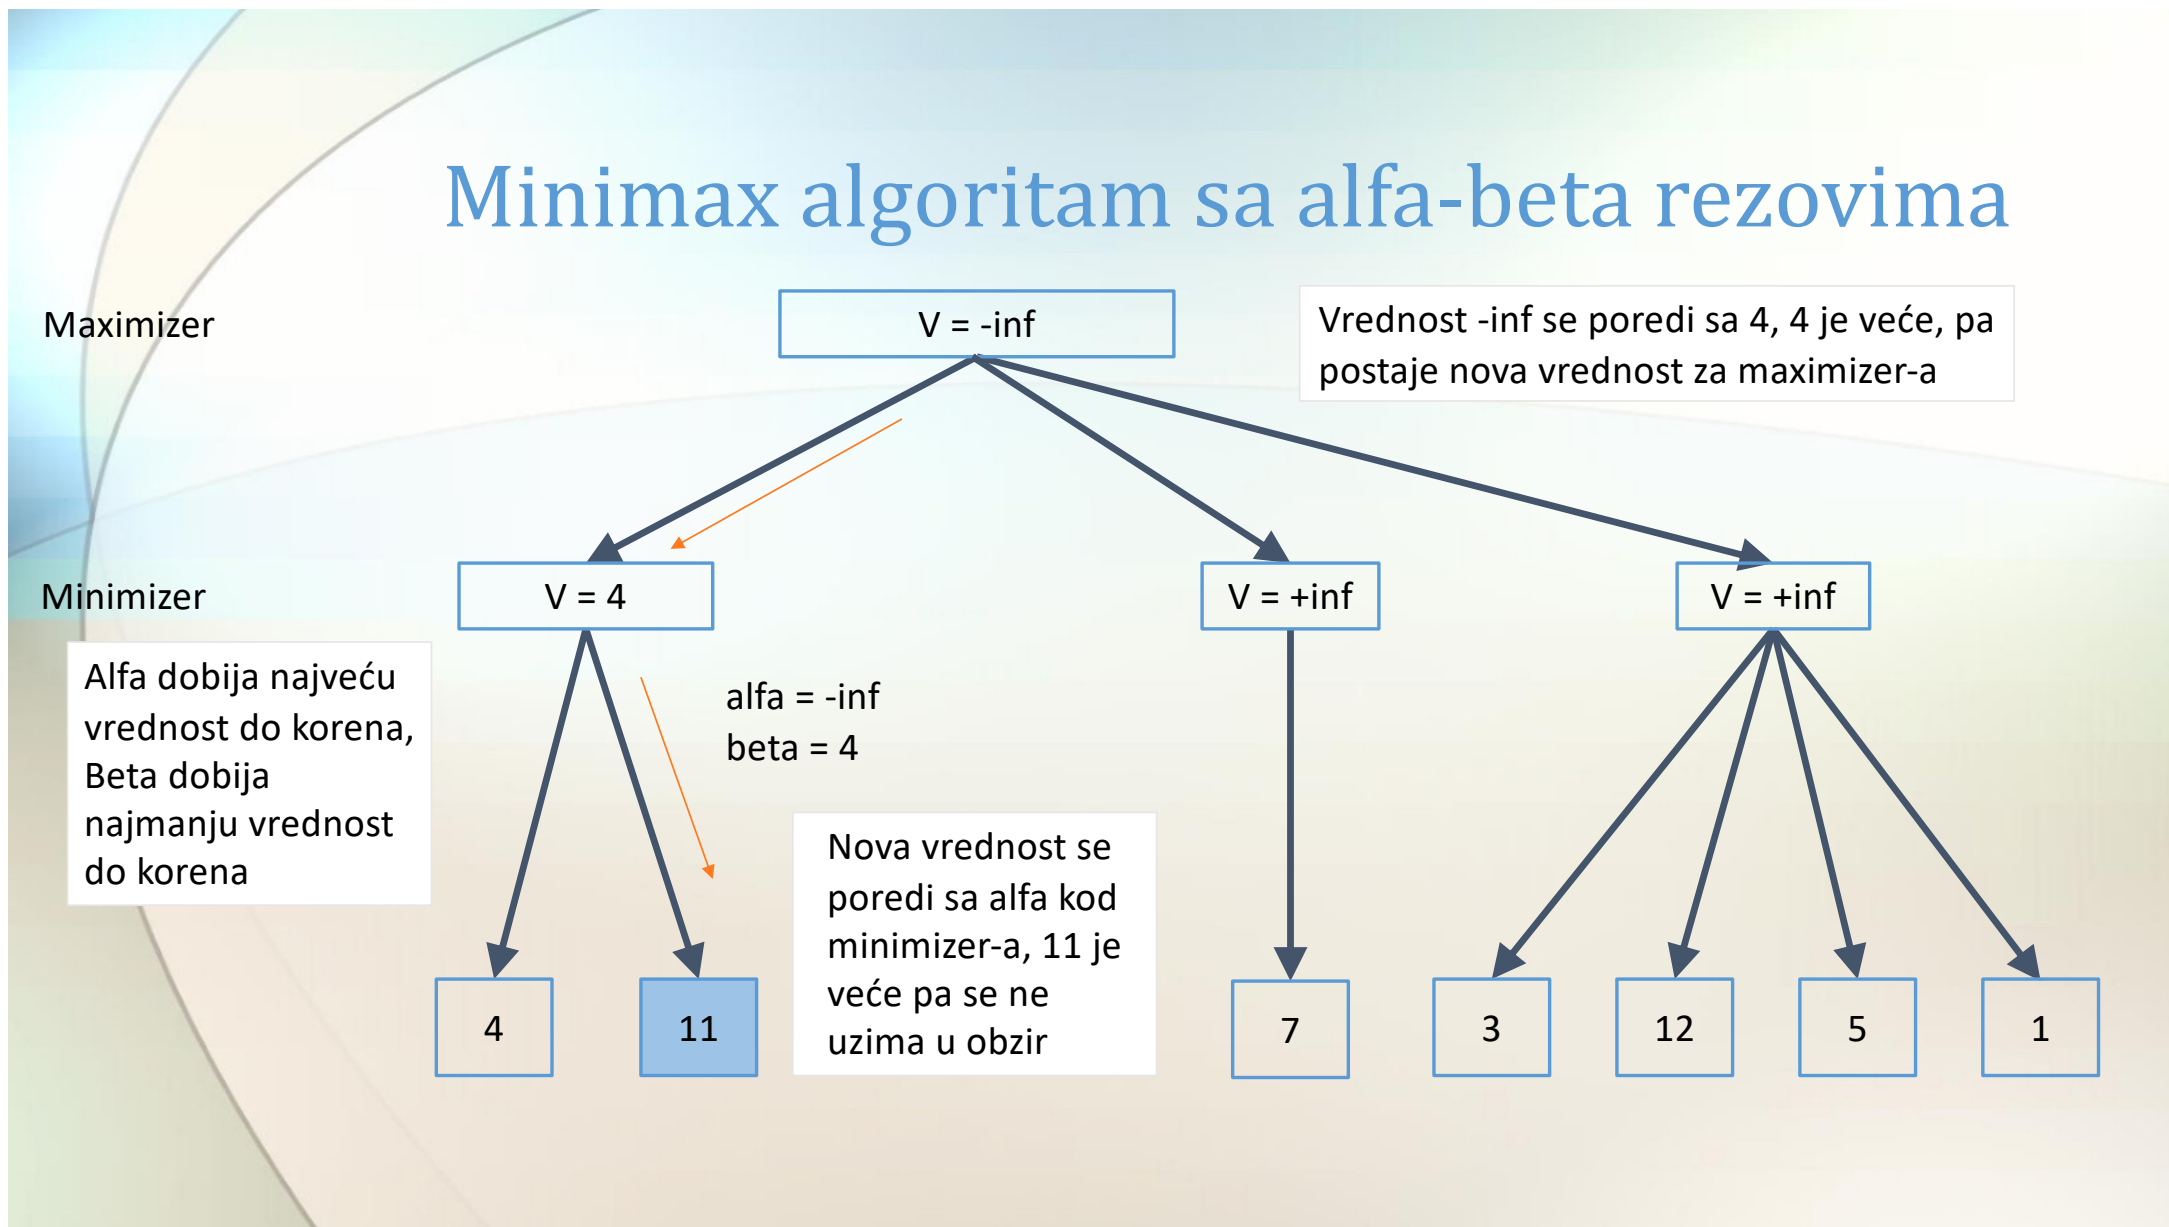 Minimax algoritam sa alfa-beta rezovima
Maximizer
V = -inf
Vrednost -inf se poredi sa 4, 4 je veće, pa
postaje nova vrednost za maximizer-a
Minimizer
V = 4
V = +inf
V = +inf
Alfa dobija najveću
vrednost do korena,
Beta dobija
najmanju vrednost
do korena
alfa = -inf
beta = 4
Nova vrednost se
poredi sa alfa kod
minimizer-a, 11 je
veće pa se ne
uzima u obzir
4
11
7
3
12
5
1